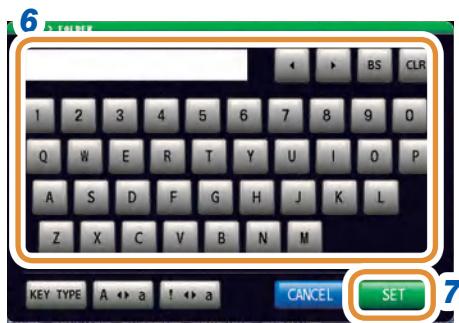 6
> FOLDER
◄ ► BS CLR
1 2 3 4 5 6 7 8 9 0
Q W E R T Y U I O P
A S D F G H J K L
Z X C V B N M
KEY TYPE A ◄► a ! ◄► a CANCEL SET 7